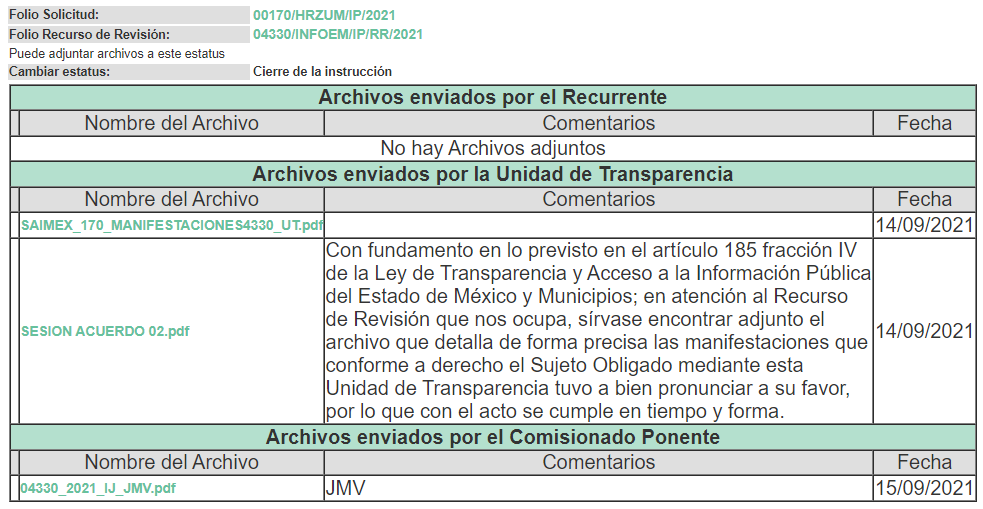 Folio Solicitud: 00170/HRZUM/IP/2021
Folio Recurso de Revisión: 04330/INFOEM/IP/RR/2021
Puede adjuntar archivos a este estatus
Cambiar estatus: Cierre de la instrucción
Archivos enviados por el Recurrente
Nombre del Archivo Comentarios Fecha
No hay Archivos adjuntos
Archivos enviados por la Unidad de Transparencia
Nombre del Archivo Comentarios Fecha
SAIMEX_170_MANIFESTACIONES4330_UT.pdf 14/09/2021
Con fundamento en lo previsto en el artículo 185 fracción IV
de la Ley de Transparencia y Acceso a la Información Pública
del Estado de México y Municipios; en atención al Recurso
de Revisión que nos ocupa, sírvase encontrar adjunto el
SESION ACUERDO 02.pdf archivo que detalla de forma precisa las manifestaciones que 14/09/2021
conforme a derecho el Sujeto Obligado mediante esta
Unidad de Transparencia tuvo a bien pronunciar a su favor,
por lo que con el acto se cumple en tiempo y forma.
Archivos enviados por el Comisionado Ponente
Nombre del Archivo Comentarios Fecha
04330_2021_IJ_JMV.pdf JMV 15/09/2021